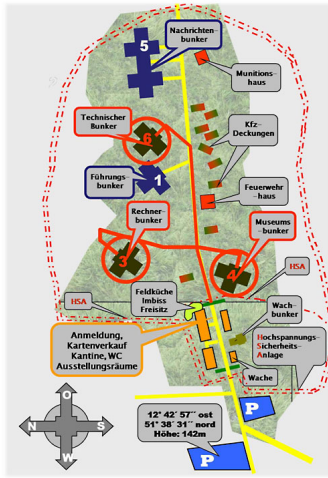 Nachrichten-
bunker
5
Munitions-
haus
Technischer
Bunker
6
Kfz-
Deckungen
Führungs-
bunker
1
Feuerwehr-
haus
Rechner-
bunker
Museums-
bunker
3
4
HSA
HSA
Feldküche
Imbiss
Freisitz
Wach-
bunker
Anmeldung,
Kartenverkauf
Kantine, WC
Ausstellungsräume
Hochspannungs-
Sicherheits-
Anlage
Wache
O
N
S
W
12° 42´ 57´´ ost
51° 38´ 31´´ nord
Höhe: 142m
P
P